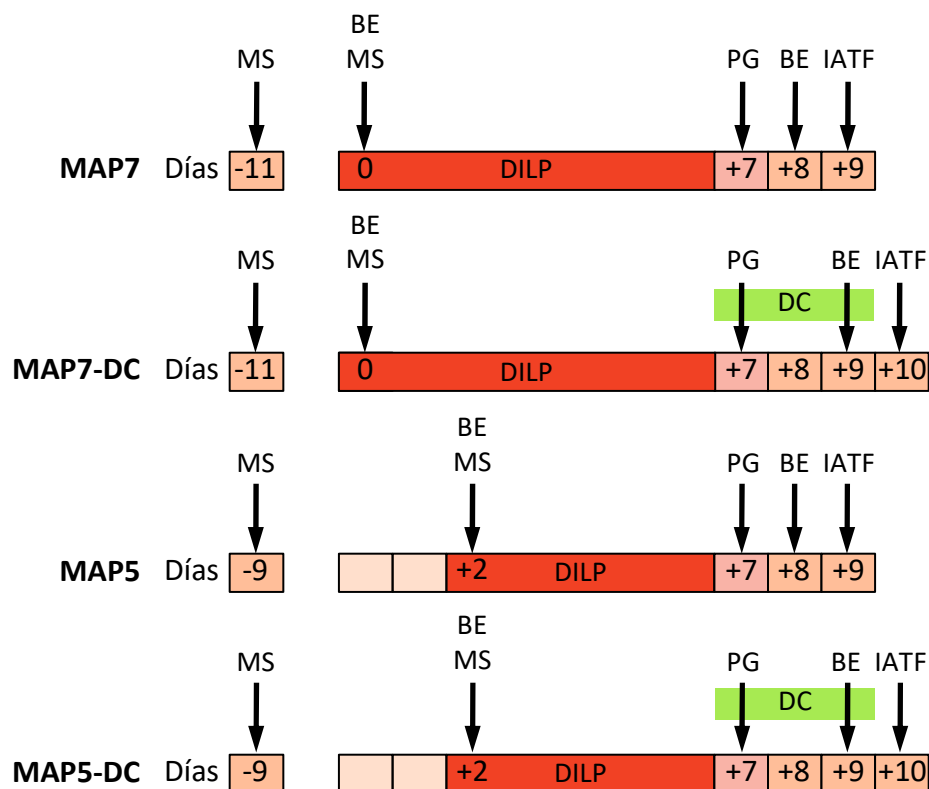 BE
MS MS PG BE IATF
MAP7 Días -11 0 DILP +7 +8 +9
BE
MS MS PG BE IATF
DC
MAP7-DC Días -11 0 DILP +7 +8 +9 +10
BE
MS MS PG BE IATF
MAP5 Días -9 +2 DILP +7 +8 +9
BE
MS MS PG BE IATF
DC
MAP5-DC Días -9 +2 DILP +7 +8 +9 +10